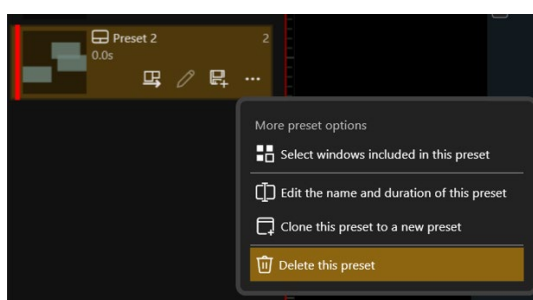 Preset 2
2
0.0s
More preset options
Select windows included in this preset
Edit the name and duration of this preset
Clone this preset to a new preset
Delete this preset